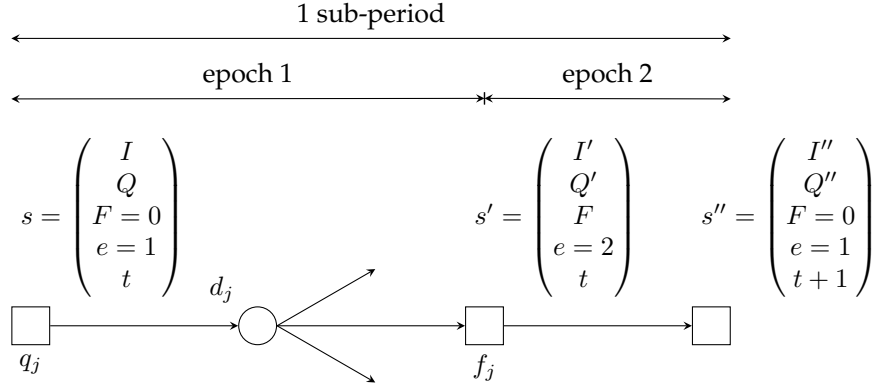 1 sub-period
epoch 1
epoch 2
s = ( I
Q
F = 0
e = 1
t )
s′ = ( I′
Q′
F
e = 2
t )
s″ = ( I″
Q″
F = 0
e = 1
t + 1 )
d_j
q_j
f_j